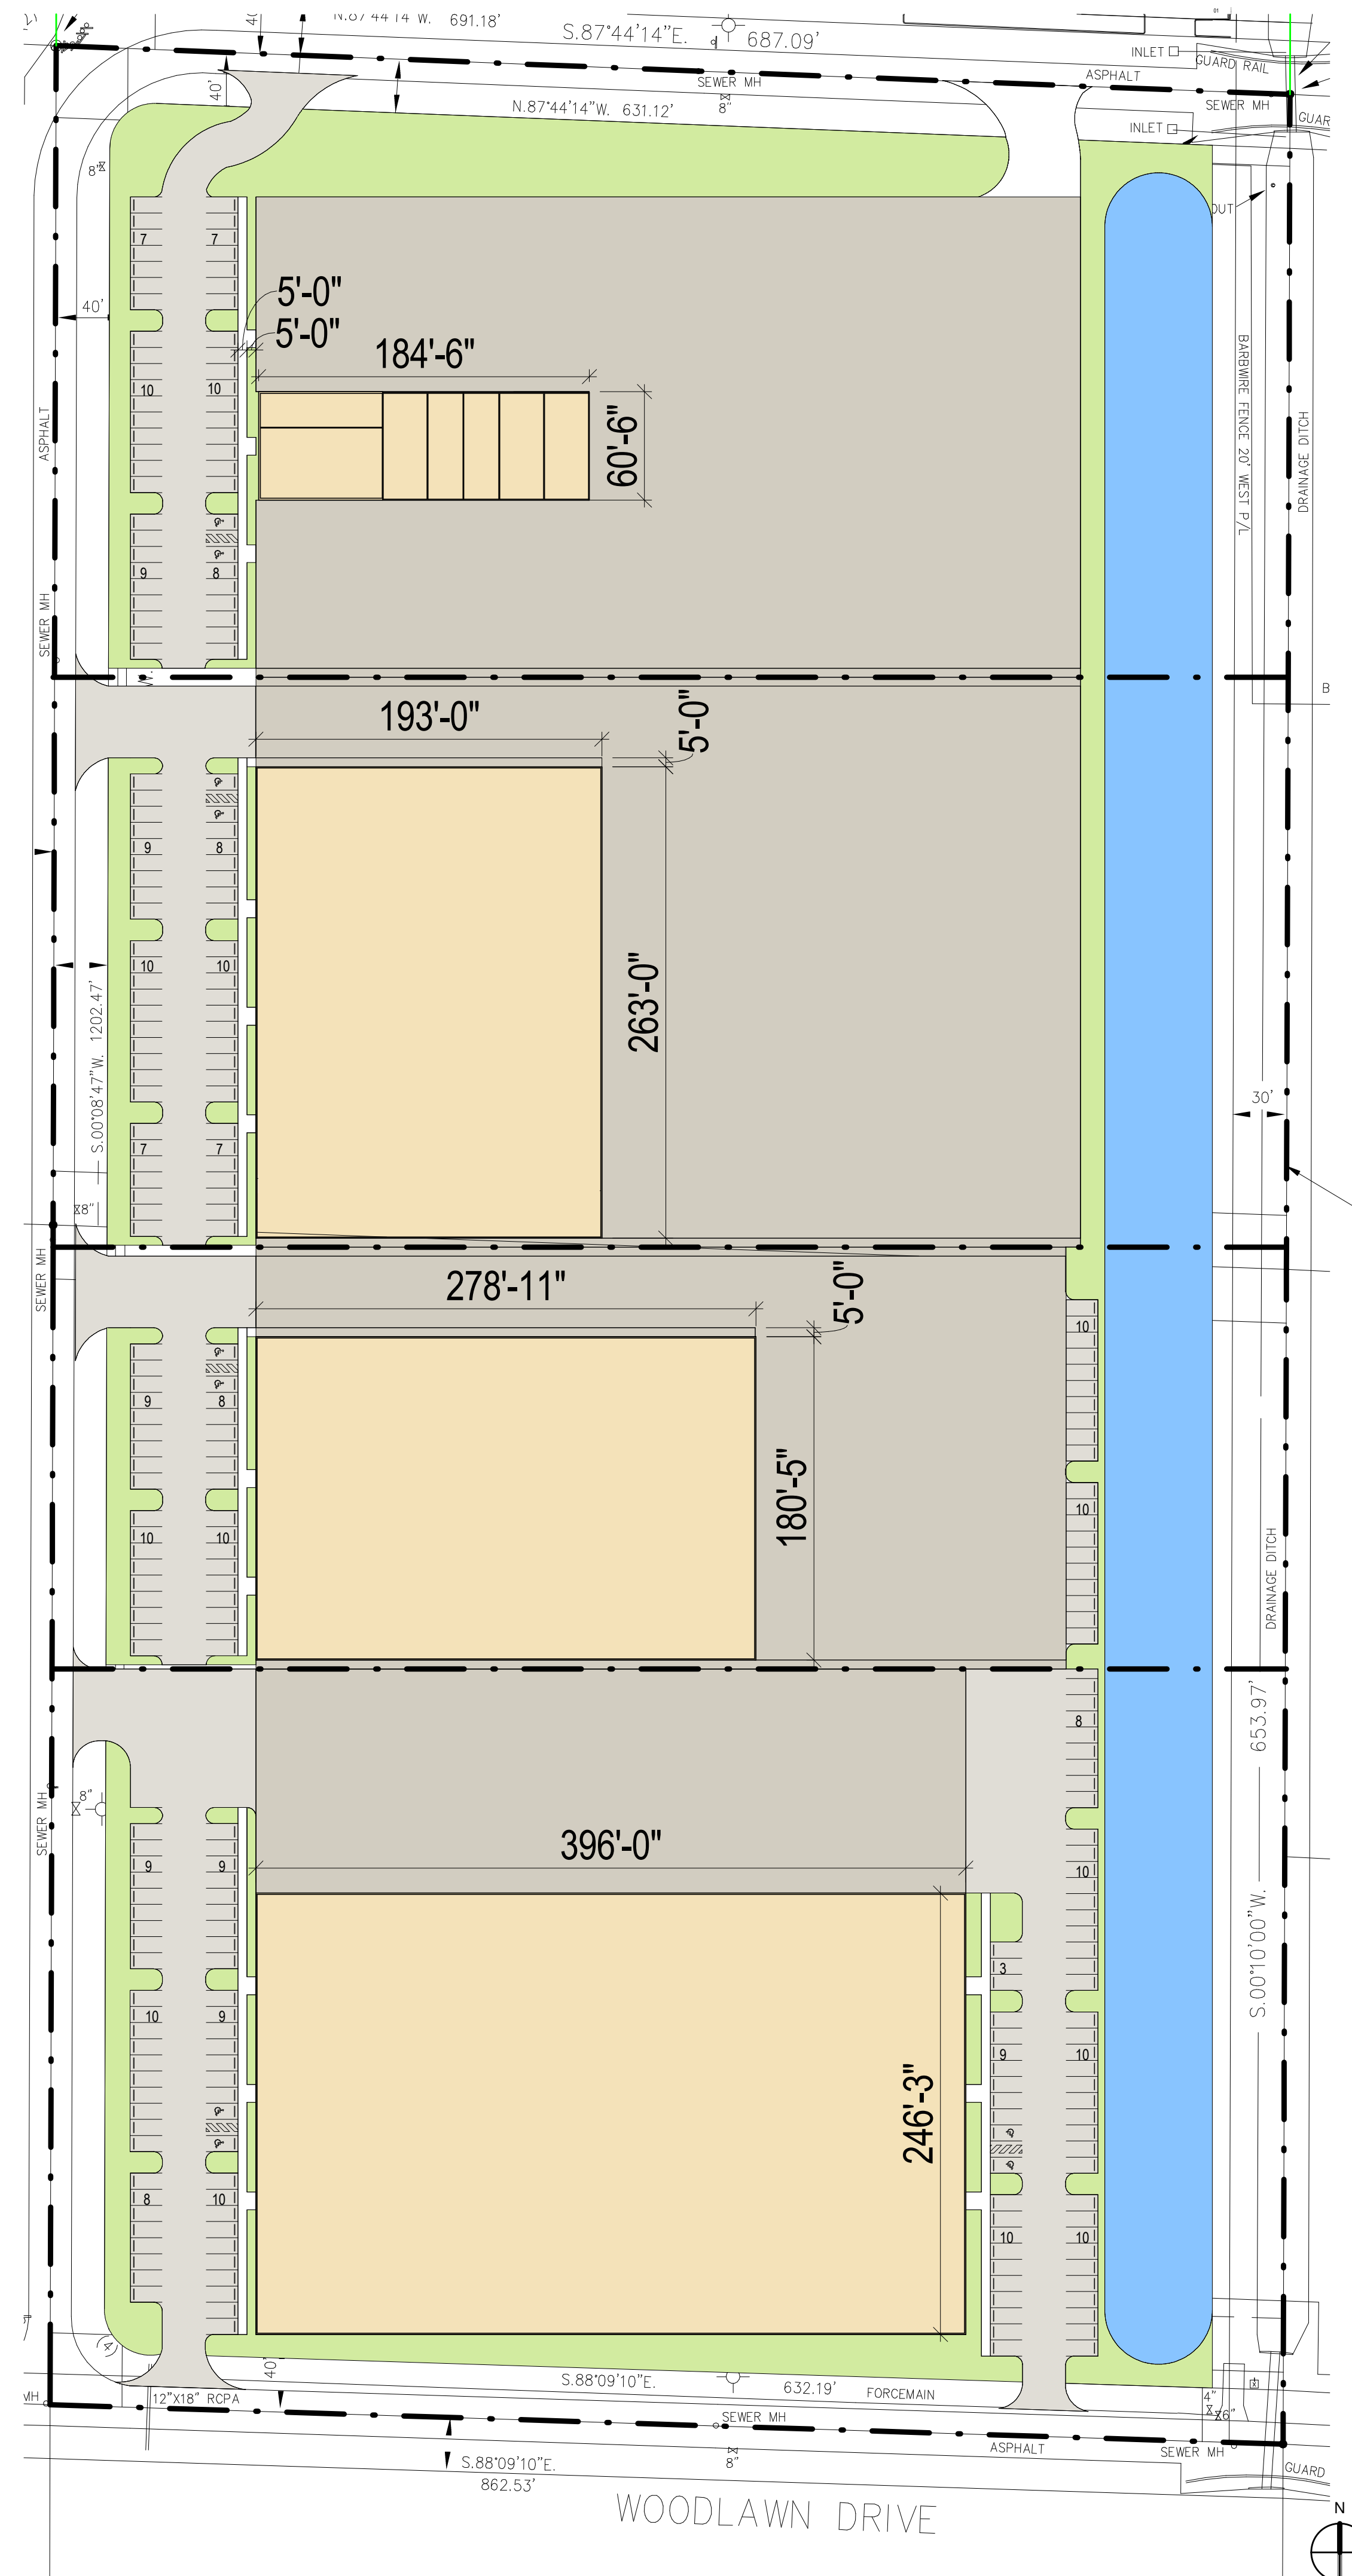 N.87°44'14"W. 691.18'
S.87°44'14"E. 687.09'
INLET
GUARD RAIL
ASPHALT
SEWER MH
SEWER MH
8"
N.87°44'14"W. 631.12'
40'
INLET
8"
OUT
7
7
5'-0"
5'-0"
40'
184'-6"
BARBWIRE FENCE 20' WEST P/L
10
10
60'-6"
ASPHALT
DRAINAGE DITCH
9
8
SEWER MH
B
193'-0"
5'-0"
9
8
10
10
263'-0"
S.00°08'47"W. 1202.47'
30'
7
7
8"
SEWER MH
278'-11"
5'-0"
10
9
8
10
10
10
180'-5"
DRAINAGE DITCH
653.97'
8
8"
SEWER MH
396'-0"
9
9
10
3
S.00°10'00"W.
10
9
9
10
246'-3"
8
10
10
10
40'
S.88°09'10"E.
632.19'
FORCEMAIN
MH
12"X18" RCPA
4"
6"
SEWER MH
ASPHALT
SEWER MH
8"
S.88°09'10"E.
862.53'
GUARD
WOODLAWN DRIVE
N